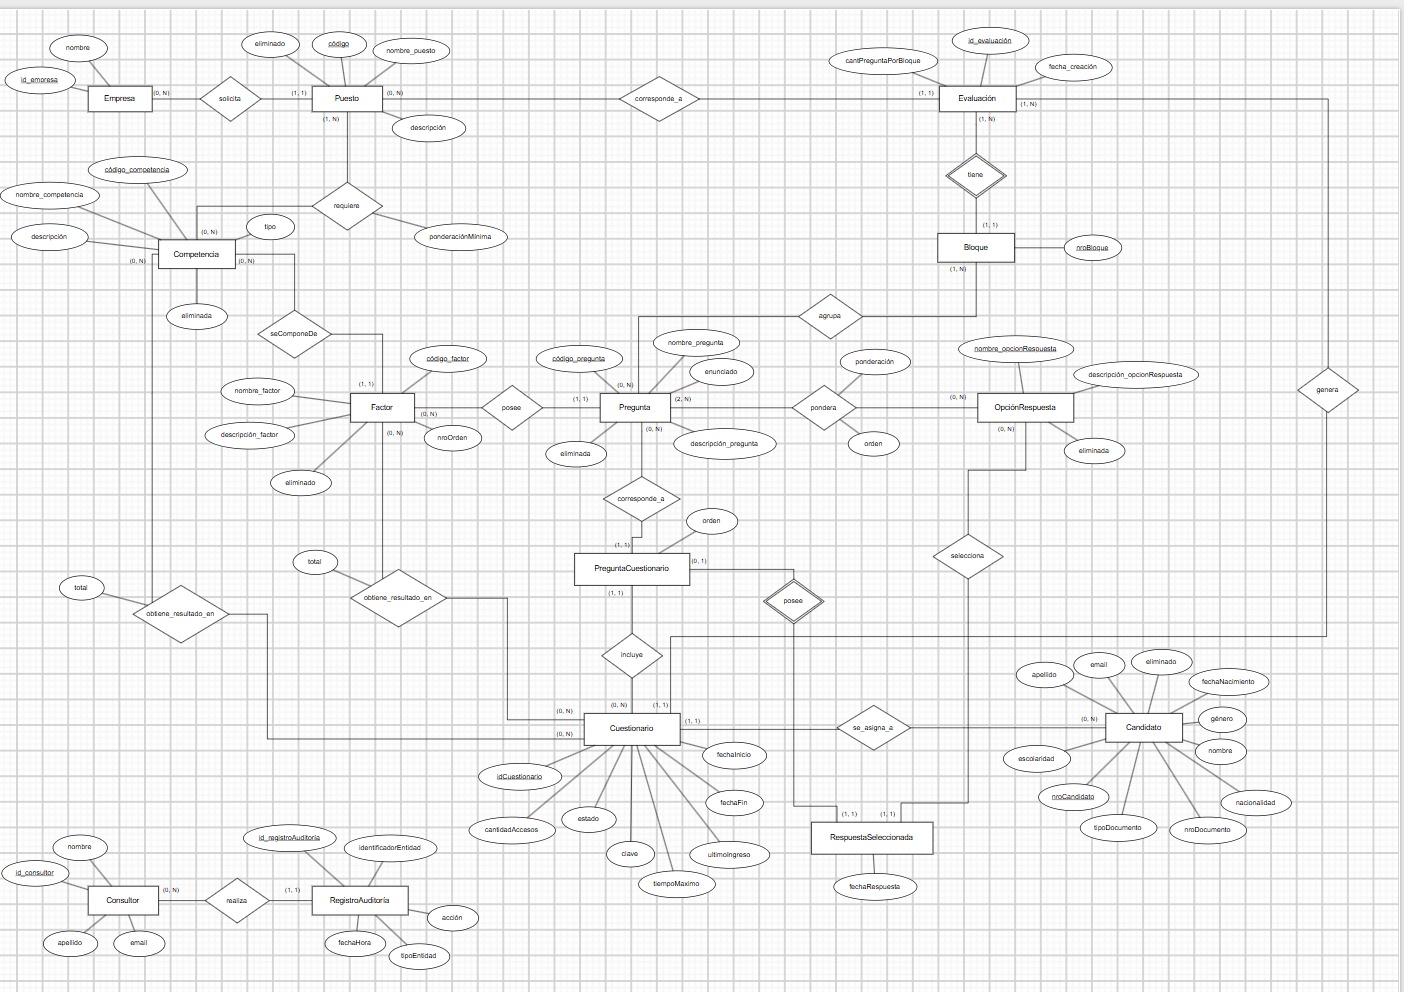 id_evaluación
eliminado
código
nombre
nombre_puesto
cantPreguntaPorBloque
fecha_creación
id_empresa
Empresa
(0, N)
solicita
(1, 1)
Puesto
(0, N)
corresponde_a
(1, 1)
Evaluación
(1, N)
(1, N)
(1, N)
descripción
código_competencia
tiene
nombre_competencia
requiere
(0, N)
tipo
(1, 1)
descripción
ponderaciónMínima
Competencia
(0, N)
(0, N)
Bloque
nroBloque
(1, N)
eliminada
agrupa
seComponeDe
nombre_pregunta
nombre_opcionRespuesta
código_factor
código_pregunta
enunciado
ponderación
descripción_opcionRespuesta
(1, 1)
(0, N)
nombre_factor
genera
Factor
(0, N)
posee
(1, 1)
Pregunta
(2, N)
pondera
(0, N)
OpciónRespuesta
descripción_factor
(0, N)
nroOrden
(0, N)
(0, N)
eliminada
descripción_pregunta
orden
eliminada
eliminado
corresponde_a
orden
(1, 1)
selecciona
total
PreguntaCuestionario
(0, 1)
total
(1, 1)
obtiene_resultado_en
obtiene_resultado_en
posee
incluye
email
eliminado
apellido
fechaNacimiento
(0, N)
(0, N)
(1, 1)
(1, 1)
(0, N)
género
Cuestionario
se_asigna_a
Candidato
(0, N)
nombre
fechaInicio
escolaridad
idCuestionario
nroCandidato
fechaFin
nacionalidad
estado
cantidadAccesos
(1, 1)
(1, 1)
tipoDocumento
nroDocumento
RespuestaSeleccionada
id_registroAuditoría
nombre
identificadorEntidad
clave
ultimoIngreso
id_consultor
tiempoMaximo
fechaRespuesta
(0, N)
(1, 1)
Consultor
realiza
RegistroAuditoría
acción
apellido
email
fechaHora
tipoEntidad